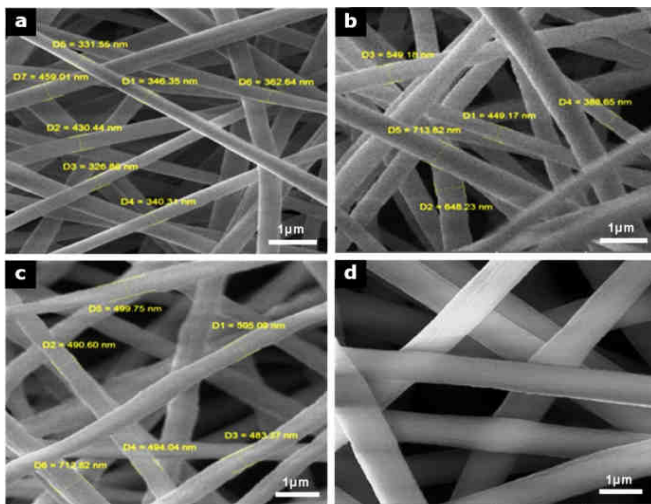 a
D5 = 331.55 nm
D7 = 459.01 nm
D1 = 346.35 nm
D6 = 362.64 nm
D2 = 430.44 nm
D3 = 326.88 nm
D4 = 340.31 nm
1µm
b
D3 = 549.18 nm
D1 = 449.17 nm
D4 = 388.65 nm
D5 = 713.82 nm
D2 = 648.23 nm
1µm
c
D5 = 499.75 nm
D1 = 505.09 nm
D2 = 490.60 nm
D3 = 483.27 nm
D4 = 494.04 nm
D6 = 712.82 nm
1µm
d
1µm